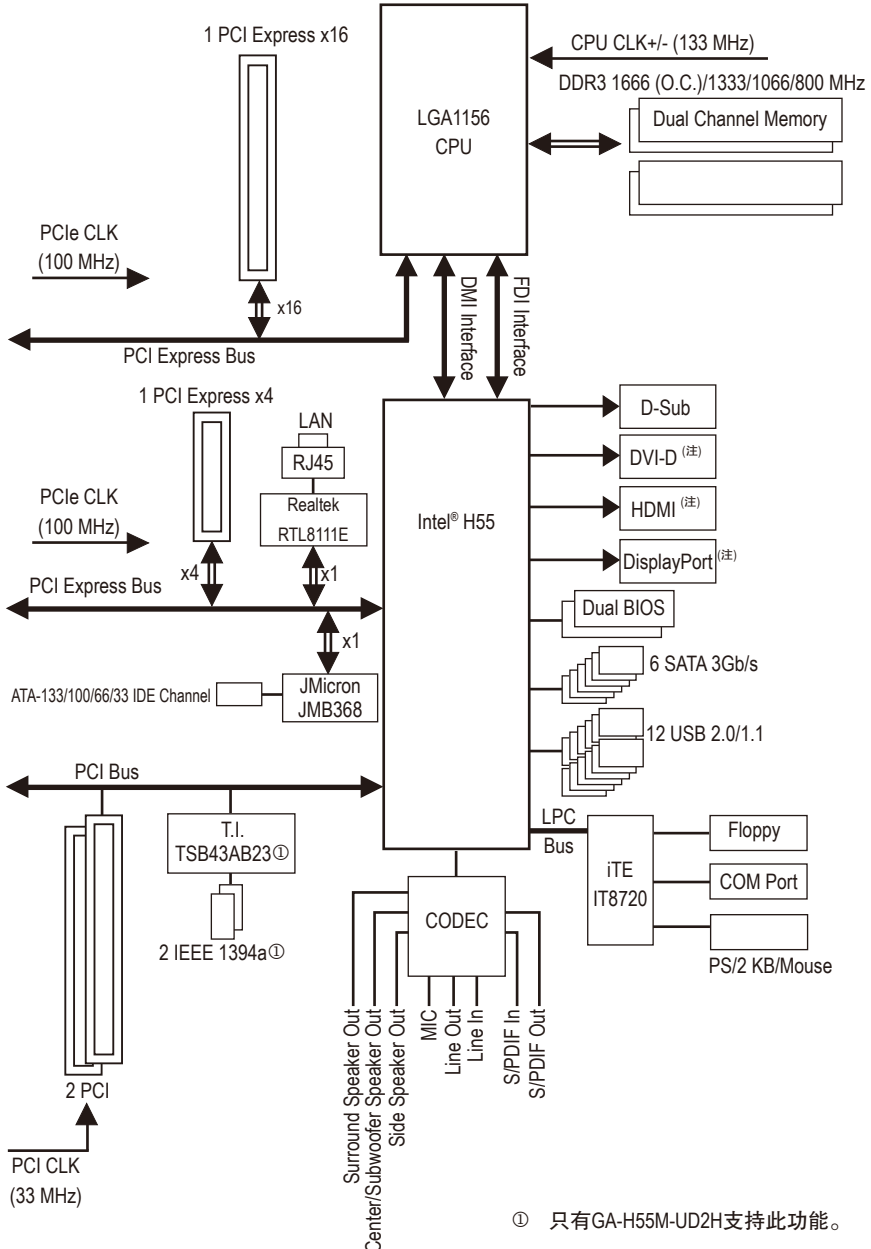 1 PCI Express x16
CPU CLK+/- (133 MHz)
DDR3 1666 (O.C.)/1333/1066/800 MHz
LGA1156
CPU
Dual Channel Memory
PCIe CLK
(100 MHz)
x16
DMI Interface
FDI Interface
PCI Express Bus
1 PCI Express x4
LAN
RJ45
Realtek
RTL8111E
PCIe CLK
(100 MHz)
x4
x1
PCI Express Bus
x1
Intel® H55
D-Sub
DVI-D (注)
HDMI (注)
DisplayPort (注)
Dual BIOS
6 SATA 3Gb/s
12 USB 2.0/1.1
ATA-133/100/66/33 IDE Channel
JMicron
JMB368
PCI Bus
T.I.
TSB43AB23①
2 IEEE 1394a①
LPC
Bus
iTE
IT8720
Floppy
COM Port
PS/2 KB/Mouse
CODEC
Surround Speaker Out
Center/Subwoofer Speaker Out
Side Speaker Out
MIC
Line Out
Line In
S/PDIF In
S/PDIF Out
2 PCI
PCI CLK
(33 MHz)
① 只有GA-H55M-UD2H支持此功能。